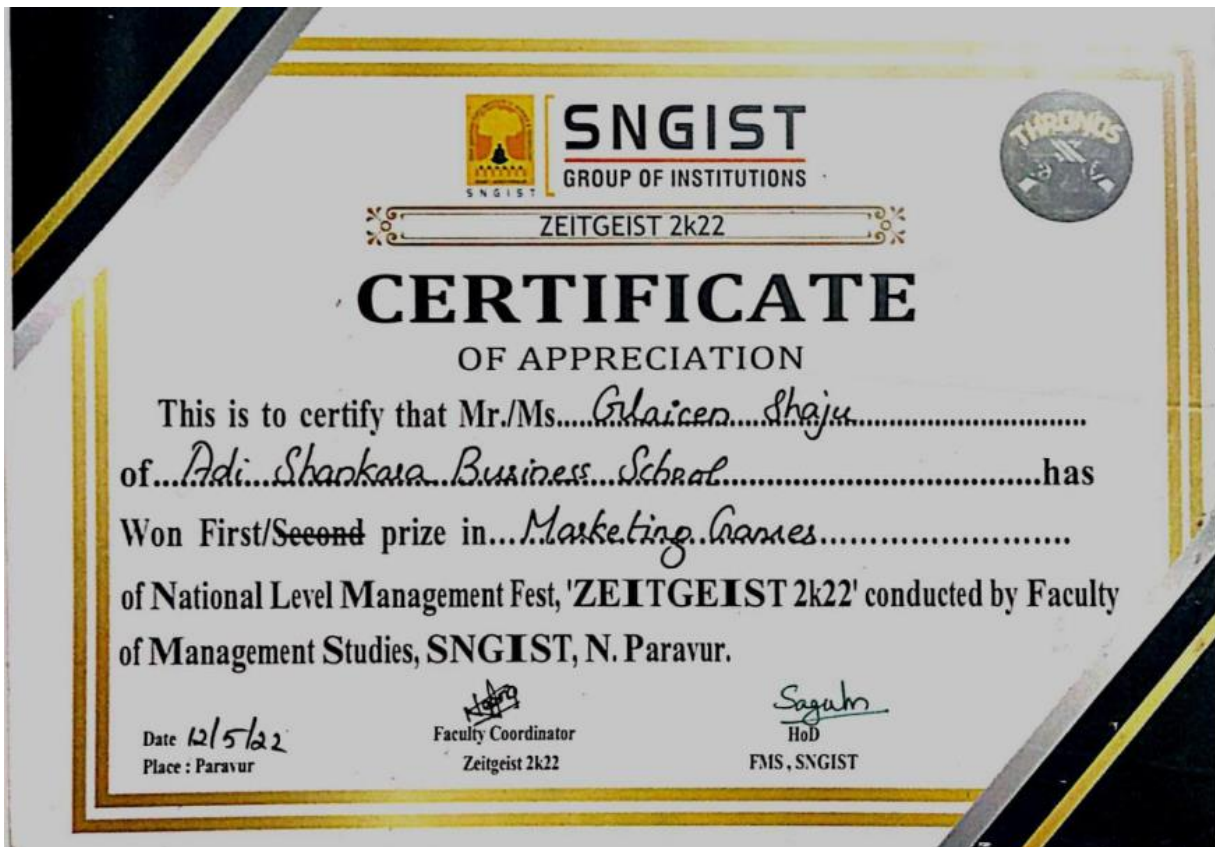 SNGIST
GROUP OF INSTITUTIONS
SNGIST
THRONOS
ZEITGEIST 2k22
CERTIFICATE
OF APPRECIATION
This is to certify that Mr./Ms.....Glaicen Shaju
of...Adi Shankara Business School...has
Won First/Second prize in...Marketing Games...
of National Level Management Fest, 'ZEITGEIST 2k22' conducted by Faculty
of Management Studies, SNGIST, N. Paravur.
Date 12/5/22
Place : Paravur
Faculty Coordinator
Zeitgeist 2k22
HoD
FMS, SNGIST